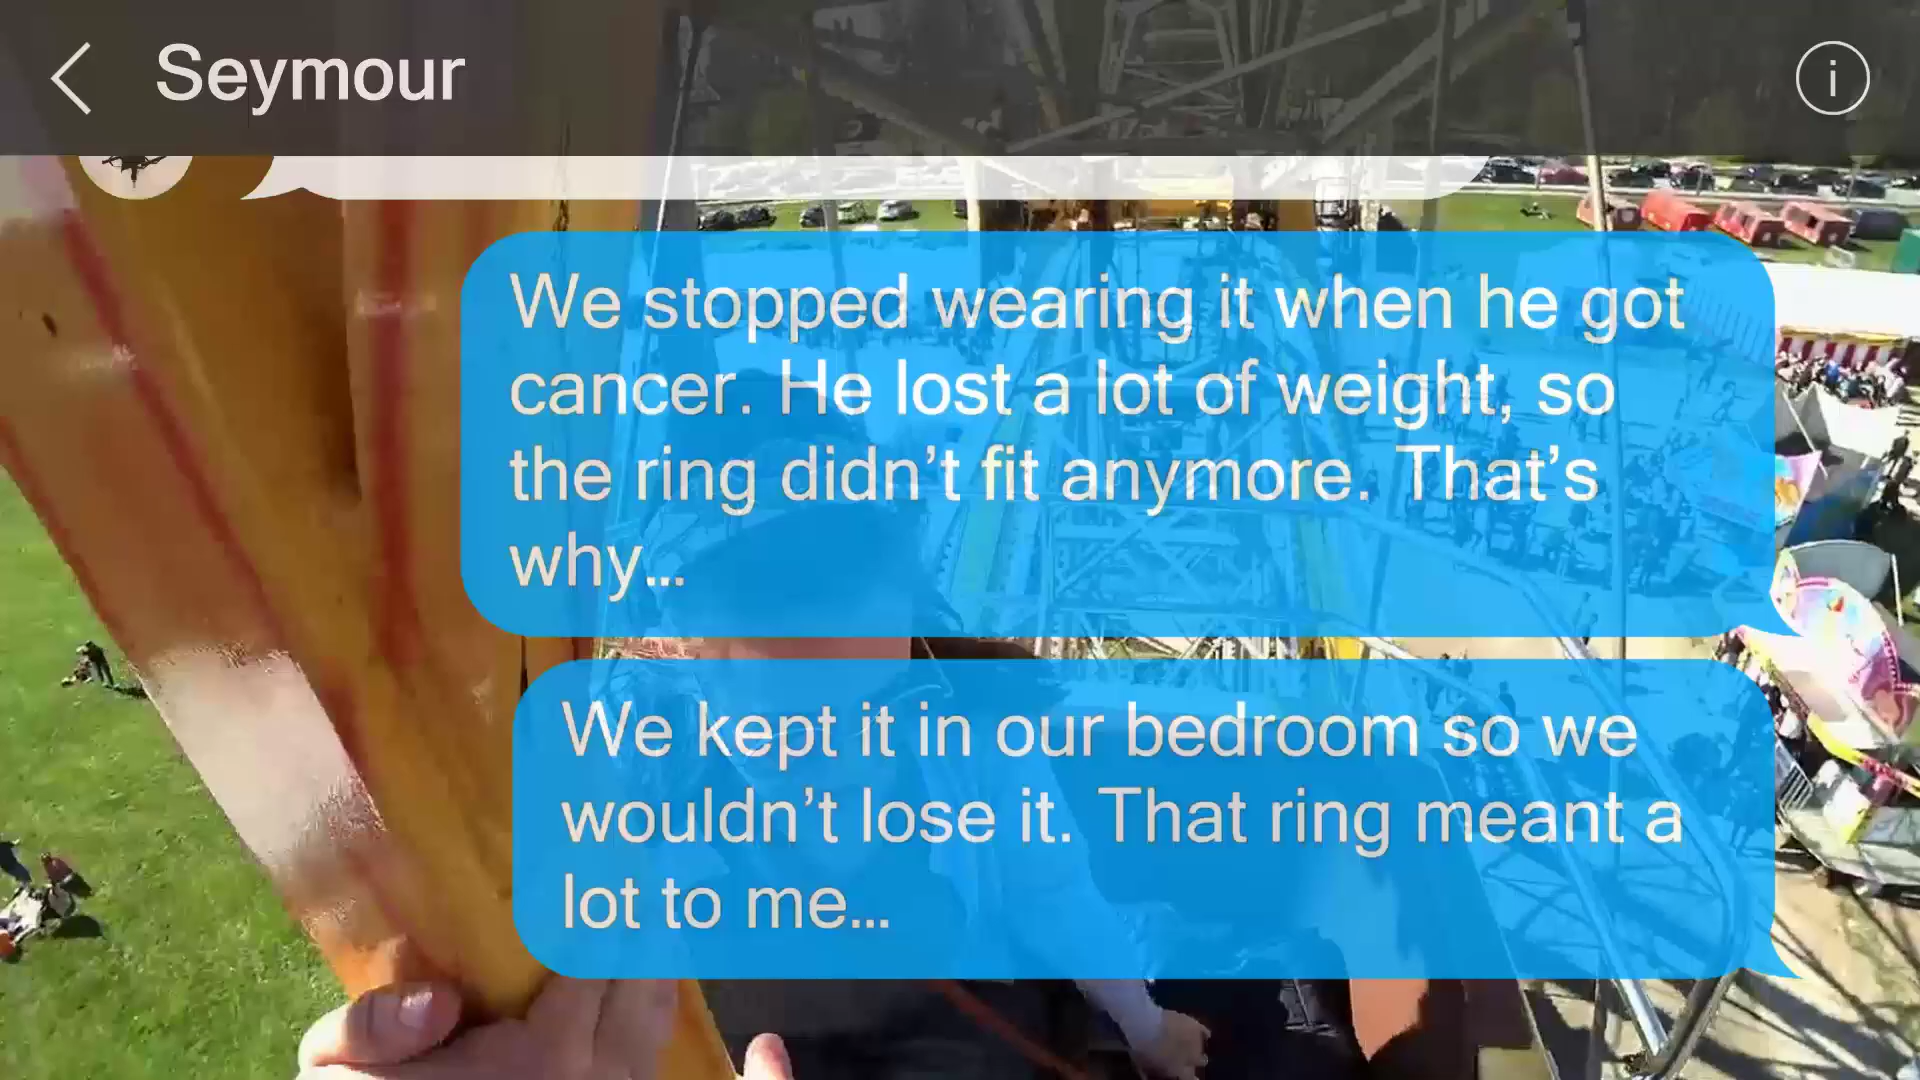 Seymour
We stopped wearing it when he got
cancer. He lost a lot of weight, so
the ring didn’t fit anymore. That’s
why...
We kept it in our bedroom so we
wouldn’t lose it. That ring meant a
lot to me...